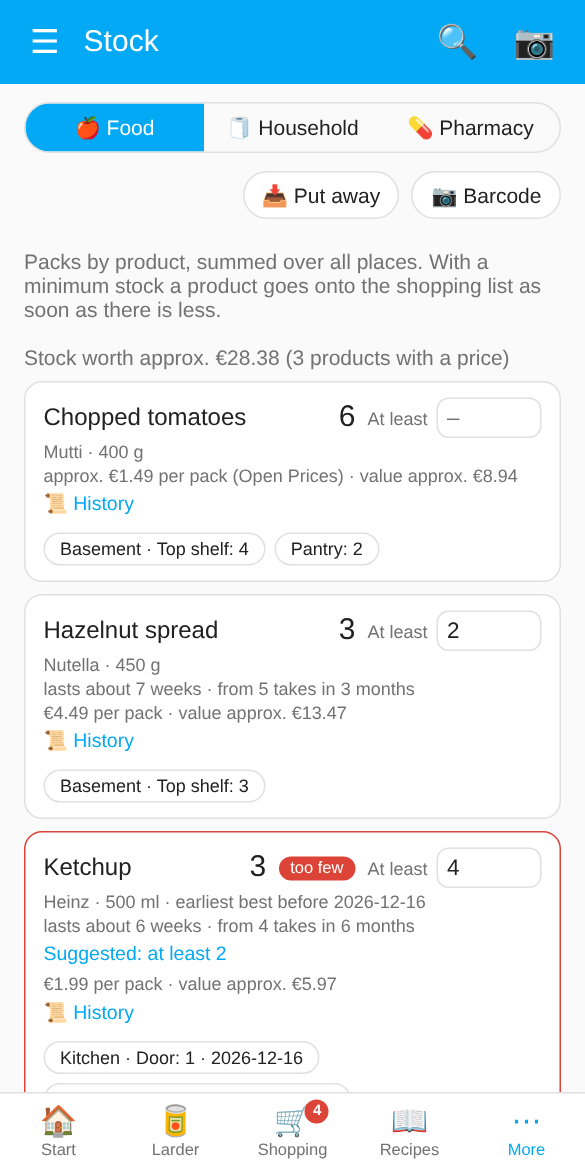 ☰ Stock 🔍 📷
🍎 Food 🧻 Household 💊 Pharmacy
📥 Put away 📷 Barcode
Packs by product, summed over all places. With a
minimum stock a product goes onto the shopping list as
soon as there is less.
Stock worth approx. €28.38 (3 products with a price)
Chopped tomatoes 6 At least –
Mutti · 400 g
approx. €1.49 per pack (Open Prices) · value approx. €8.94
📜 History
Basement · Top shelf: 4 Pantry: 2
Hazelnut spread 3 At least 2
Nutella · 450 g
lasts about 7 weeks · from 5 takes in 3 months
€4.49 per pack · value approx. €13.47
📜 History
Basement · Top shelf: 3
Ketchup 3 too few At least 4
Heinz · 500 ml · earliest best before 2026-12-16
lasts about 6 weeks · from 4 takes in 6 months
Suggested: at least 2
€1.99 per pack · value approx. €5.97
📜 History
Kitchen · Door: 1 · 2026-12-16
4
Start Larder Shopping Recipes More